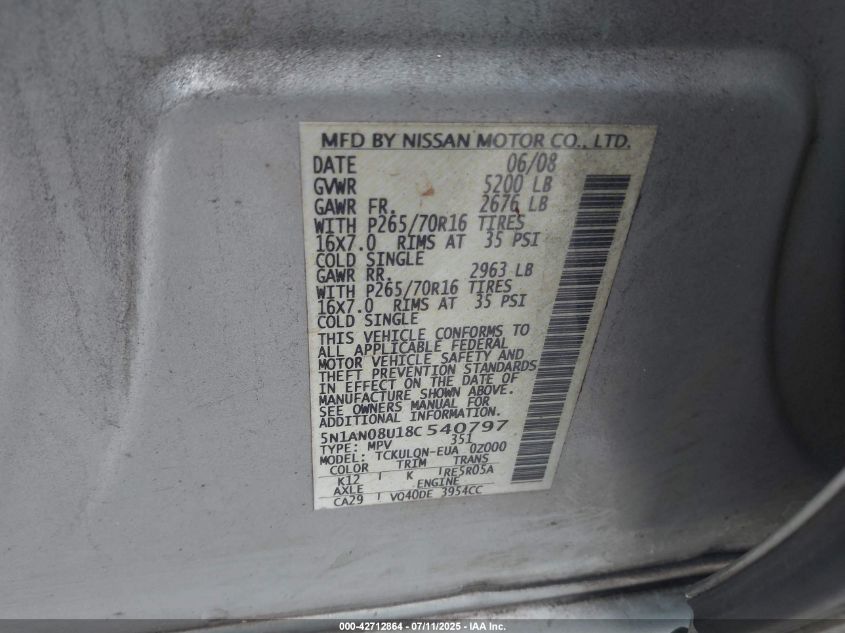 MFD BY NISSAN MOTOR CO., LTD.
DATE 06/08
GVWR 5200 LB
GAWR FR. 2676 LB
WITH P265/70R16 TIRES
16X7.0 RIMS AT 35 PSI
COLD SINGLE
GAWR RR. 2963 LB
WITH P265/70R16 TIRES
16X7.0 RIMS AT 35 PSI
COLD SINGLE
THIS VEHICLE CONFORMS TO
ALL APPLICABLE FEDERAL
MOTOR VEHICLE SAFETY AND
THEFT PREVENTION STANDARDS
IN EFFECT ON THE DATE OF
MANUFACTURE SHOWN ABOVE.
SEE OWNERS MANUAL FOR
ADDITIONAL INFORMATION.
5N1AN08U18C540797
TYPE: MPV 351
MODEL: TCKULQN-EUA 0Z000
COLOR TRIM TRANS
K12 K RE5R05A
AXLE ENGINE
CA29 VQ40DE 3954CC
000-42712864 - 07/11/2025 - IAA Inc.